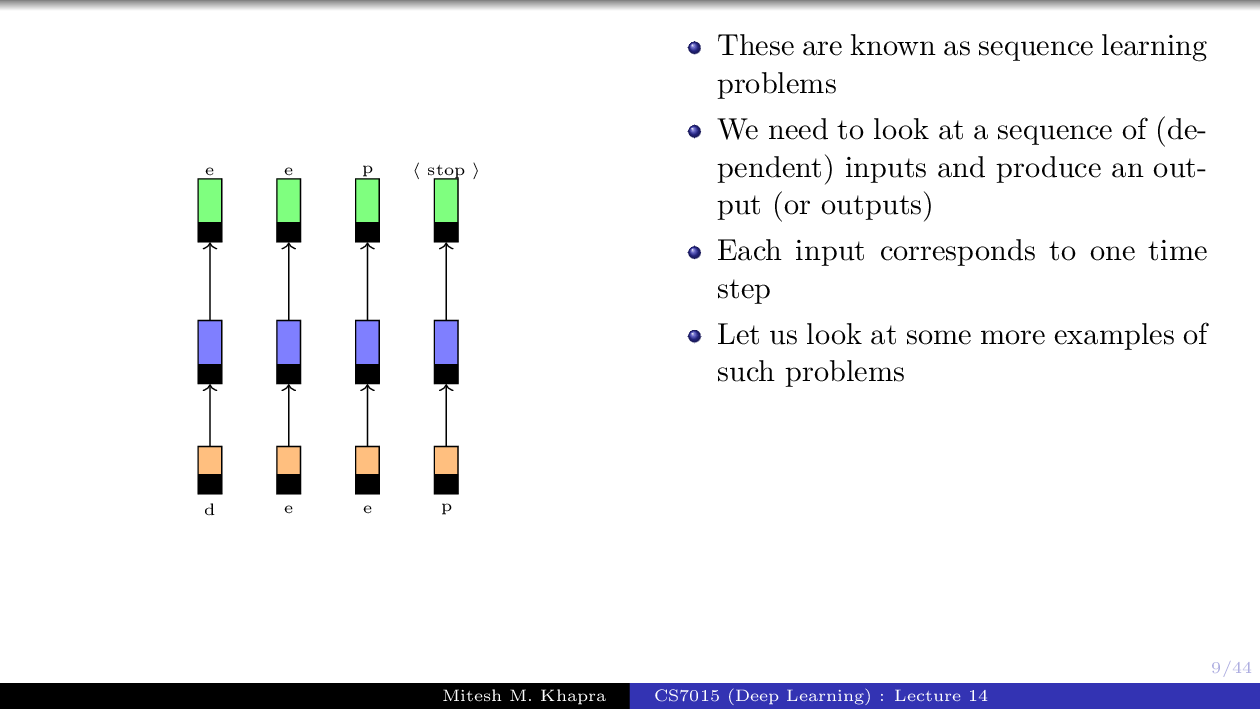 e e p ⟨ stop ⟩
d e e p
These are known as sequence learning
problems
We need to look at a sequence of (de-
pendent) inputs and produce an out-
put (or outputs)
Each input corresponds to one time
step
Let us look at some more examples of
such problems
9/44
Mitesh M. Khapra CS7015 (Deep Learning) : Lecture 14